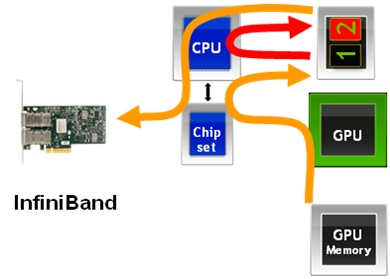 CPU
1 2
Chip
set
GPU
InfiniBand
GPU
Memory